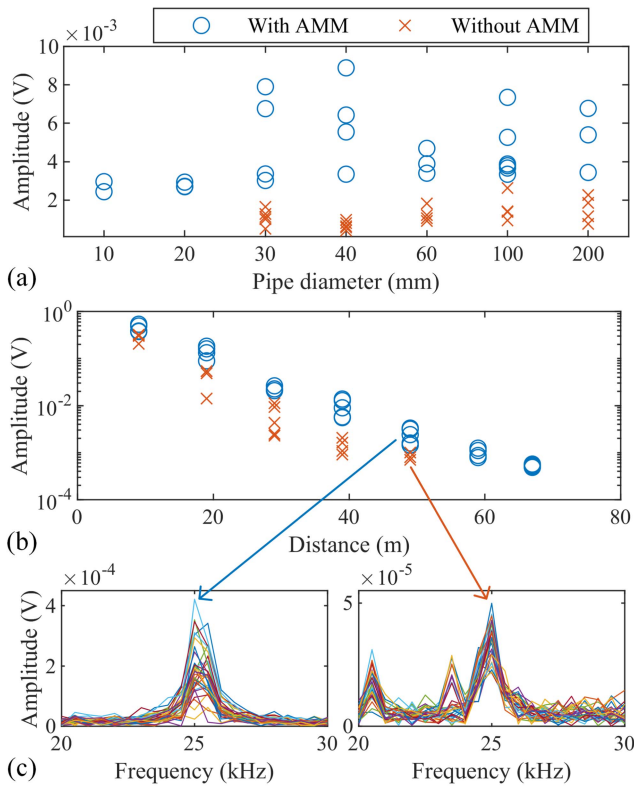 With AMM Without AMM
×10⁻³
10
8
6
4
2
Amplitude (V)
10 20 30 40 60 100 200
(a) Pipe diameter (mm)
10⁰
10⁻²
10⁻⁴
Amplitude (V)
0 20 40 60 80
(b) Distance (m)
×10⁻⁴ ×10⁻⁵
4 5
2
0 0
Amplitude (V)
20 25 30 20 25 30
(c) Frequency (kHz) Frequency (kHz)